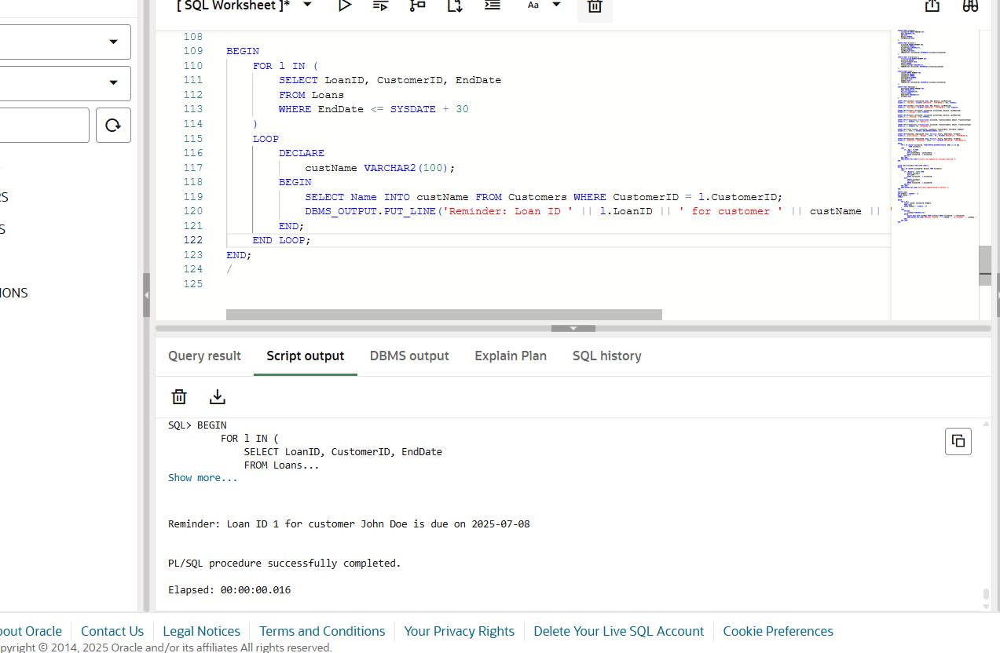 [ SQL Worksheet ]*
Aa
108
109 BEGIN
110 FOR l IN (
111 SELECT LoanID, CustomerID, EndDate
112 FROM Loans
113 WHERE EndDate <= SYSDATE + 30
114 )
115 LOOP
116 DECLARE
117 custName VARCHAR2(100);
118 BEGIN
119 SELECT Name INTO custName FROM Customers WHERE CustomerID = l.CustomerID;
120 DBMS_OUTPUT.PUT_LINE('Reminder: Loan ID ' || l.LoanID || ' for customer ' || custName || '
121 END;
122 END LOOP;
123 END;
124 /
125
RS
S
IONS
Query result
Script output
DBMS output
Explain Plan
SQL history
SQL> BEGIN
FOR l IN (
SELECT LoanID, CustomerID, EndDate
FROM Loans...
Show more...
Reminder: Loan ID 1 for customer John Doe is due on 2025-07-08
PL/SQL procedure successfully completed.
Elapsed: 00:00:00.016
bout Oracle
Contact Us
Legal Notices
Terms and Conditions
Your Privacy Rights
Delete Your Live SQL Account
Cookie Preferences
pyright © 2014, 2025 Oracle and/or its affiliates All rights reserved.